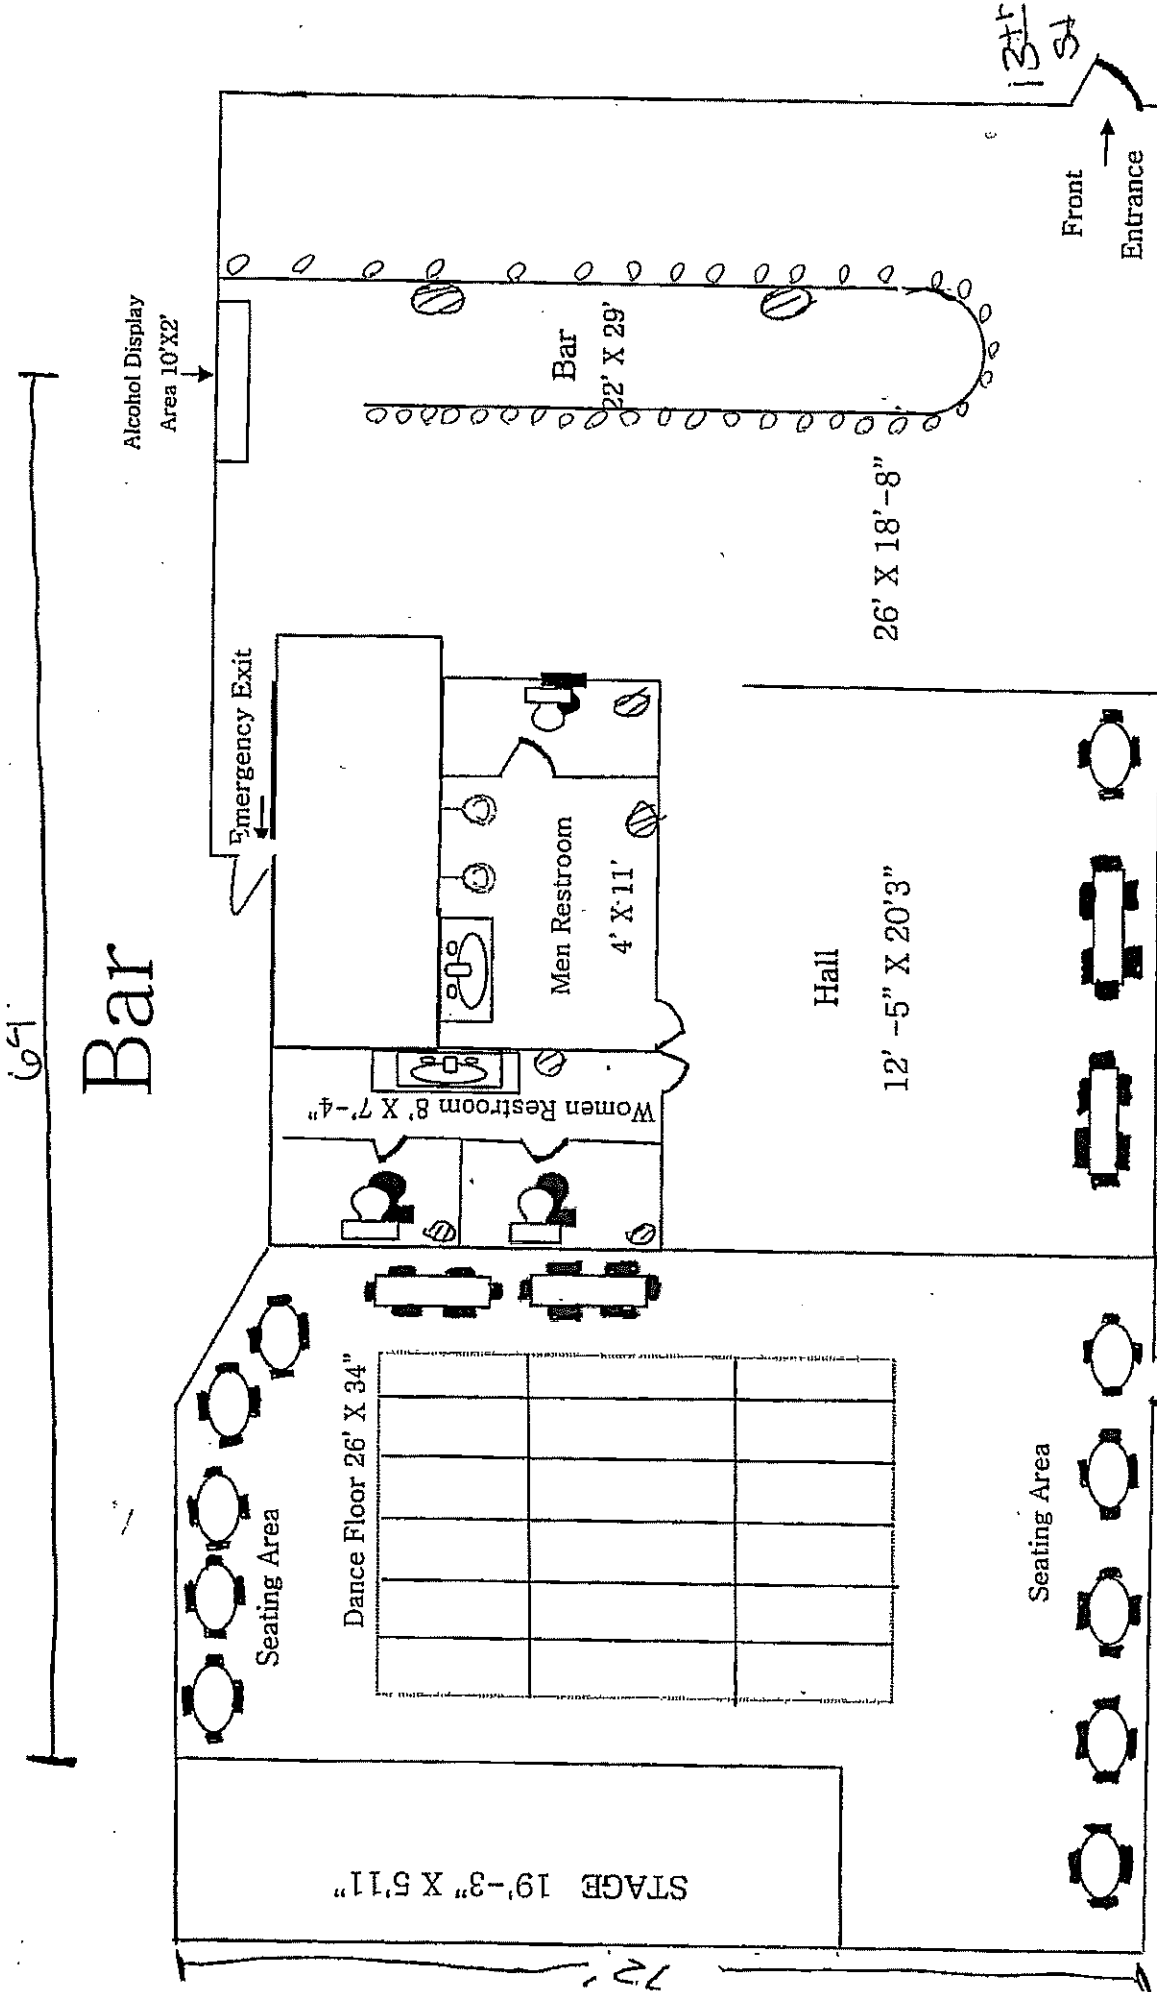 Bar
Alcohol Display
Area 10'X2'
Emergency Exit
Bar
22' X 29'
26' X 18'-8"
Front
Entrance
13th
St
Men Restroom
4' X 11'
Women Restroom 8' X 7'-4"
Hall
12' -5" X 20'3"
Seating Area
Dance Floor 26' X 34"
Seating Area
STAGE 19'-3" X 5'11"
72'